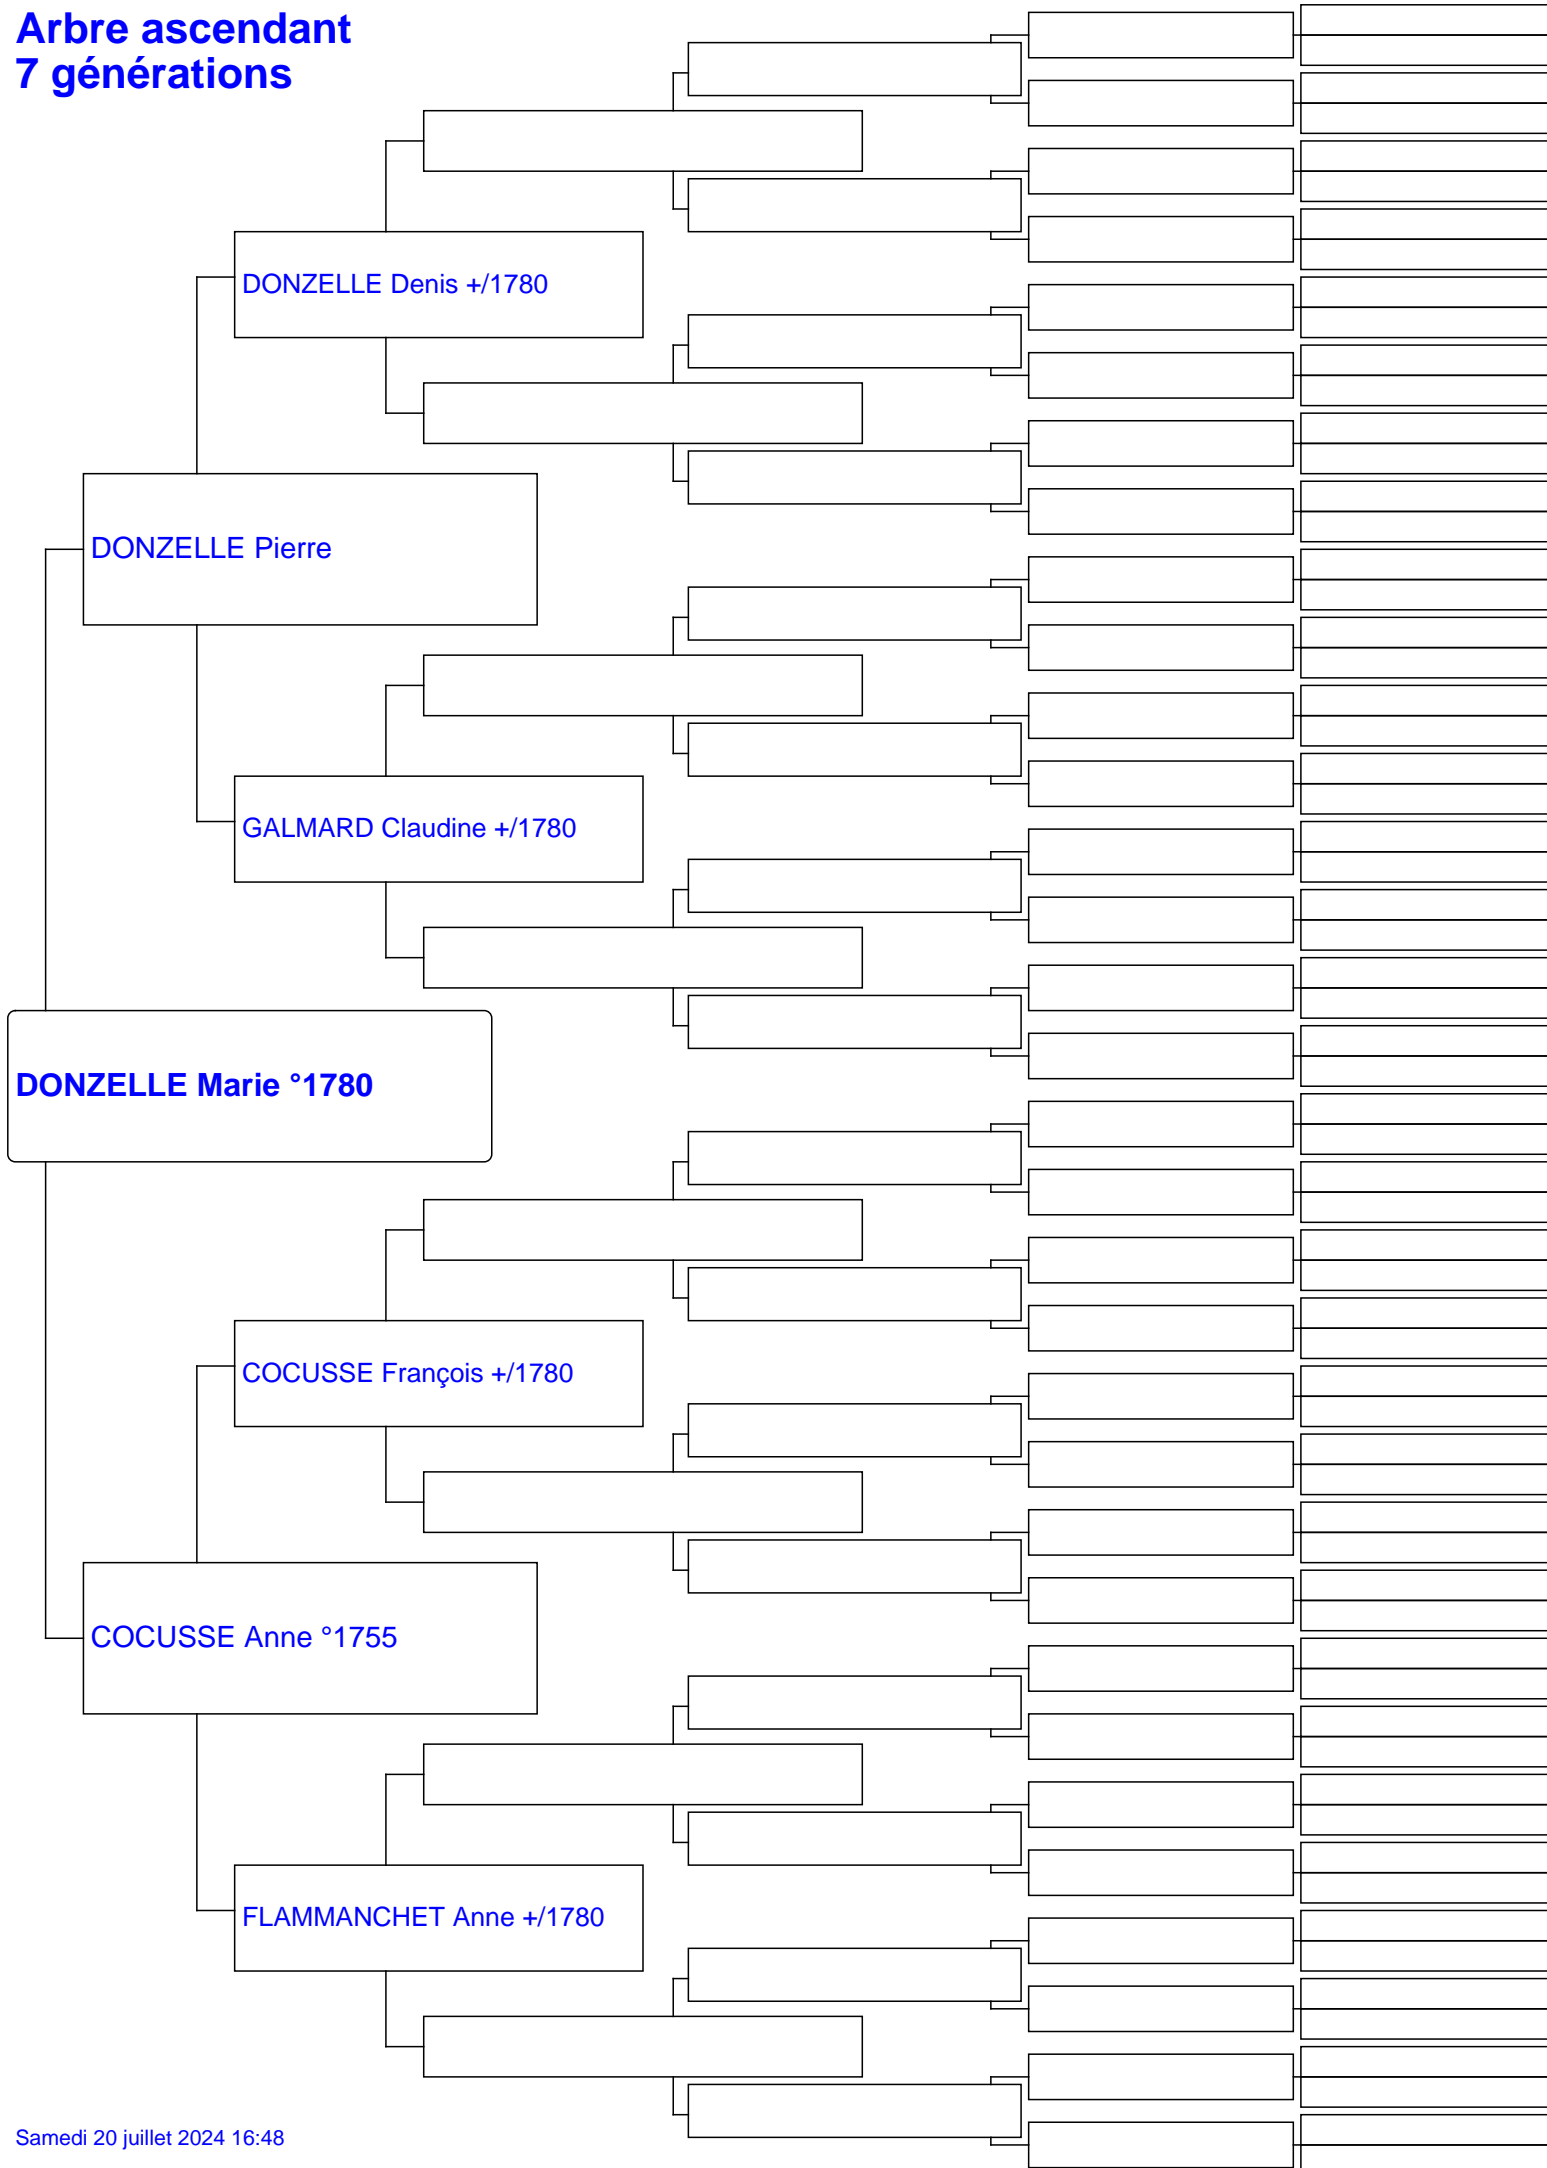 Arbre ascendant
7 générations
DONZELLE Denis +/1780
DONZELLE Pierre
GALMARD Claudine +/1780
DONZELLE Marie °1780
COCUSSE François +/1780
COCUSSE Anne °1755
FLAMMANCHET Anne +/1780
Samedi 20 juillet 2024 16:48